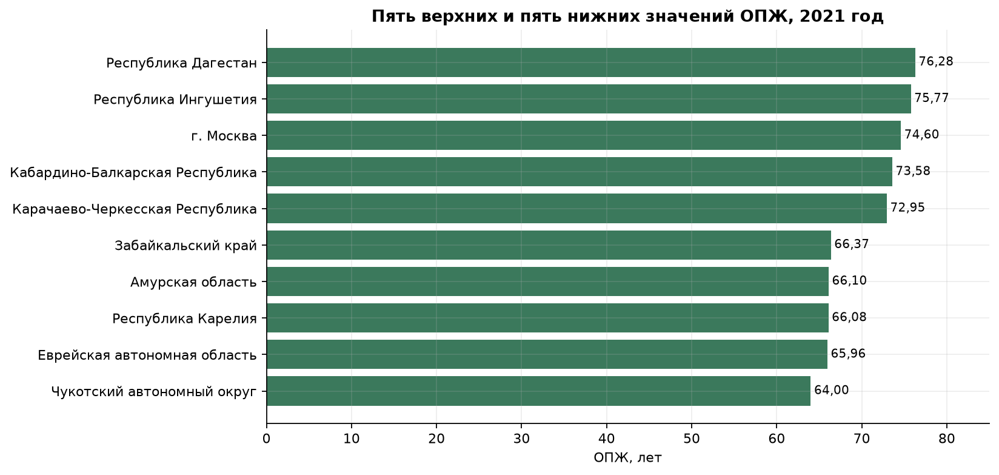 Пять верхних и пять нижних значений ОПЖ, 2021 год
Республика Дагестан 76,28
Республика Ингушетия 75,77
г. Москва 74,60
Кабардино-Балкарская Республика 73,58
Карачаево-Черкесская Республика 72,95
Забайкальский край 66,37
Амурская область 66,10
Республика Карелия 66,08
Еврейская автономная область 65,96
Чукотский автономный округ 64,00
0 10 20 30 40 50 60 70 80
ОПЖ, лет